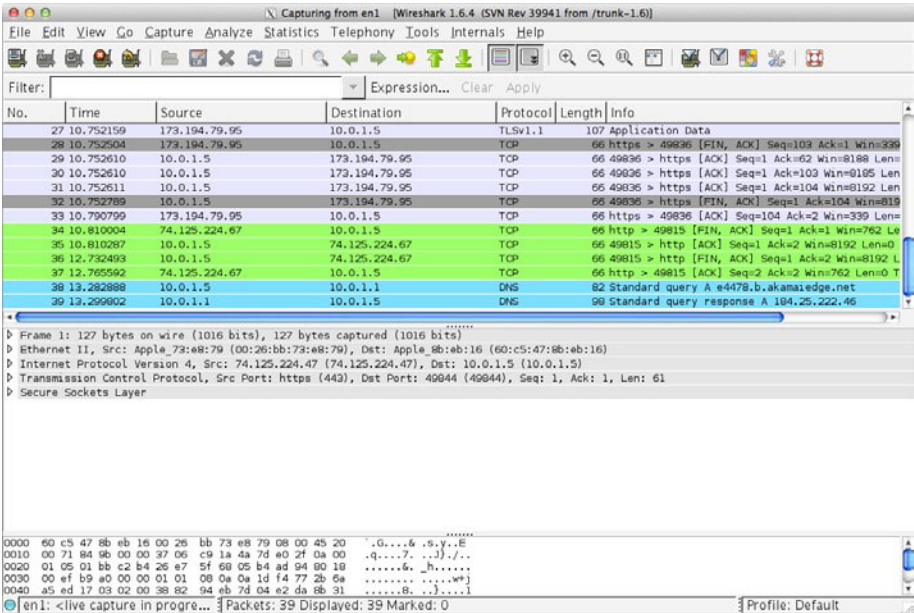 Capturing from en1 [Wireshark 1.6.4 (SVN Rev 39941 from /trunk-1.6)]
File Edit View Go Capture Analyze Statistics Telephony Tools Internals Help
Filter: Expression... Clear Apply
No. Time Source Destination Protocol Length Info
27 10.752159 173.194.79.95 10.0.1.5 TLSv1.1 107 Application Data
28 10.752504 173.194.79.95 10.0.1.5 TCP 66 https > 49836 [FIN, ACK] Seq=103 Ack=1 Win=339
29 10.752610 10.0.1.5 173.194.79.95 TCP 66 49836 > https [ACK] Seq=1 Ack=62 Win=8188 Len=
30 10.752610 10.0.1.5 173.194.79.95 TCP 66 49836 > https [ACK] Seq=1 Ack=103 Win=8185 Len
31 10.752611 10.0.1.5 173.194.79.95 TCP 66 49836 > https [ACK] Seq=1 Ack=104 Win=8192 Len
32 10.752789 10.0.1.5 173.194.79.95 TCP 66 49836 > https [FIN, ACK] Seq=1 Ack=104 Win=819
33 10.790799 173.194.79.95 10.0.1.5 TCP 66 https > 49836 [ACK] Seq=104 Ack=2 Win=339 Len=
34 10.810004 74.125.224.67 10.0.1.5 TCP 66 http > 49815 [FIN, ACK] Seq=1 Ack=1 Win=762 Le
35 10.810287 10.0.1.5 74.125.224.67 TCP 66 49815 > http [ACK] Seq=1 Ack=2 Win=8192 Len=0
36 12.732493 10.0.1.5 74.125.224.67 TCP 66 49815 > http [FIN, ACK] Seq=1 Ack=2 Win=8192 L
37 12.765592 74.125.224.67 10.0.1.5 TCP 66 http > 49815 [ACK] Seq=2 Ack=2 Win=762 Len=0 T
38 13.282888 10.0.1.5 10.0.1.1 DNS 82 Standard query A e4478.b.akamaiedge.net
39 13.299802 10.0.1.1 10.0.1.5 DNS 98 Standard query response A 184.25.222.46
Frame 1: 127 bytes on wire (1016 bits), 127 bytes captured (1016 bits)
Ethernet II, Src: Apple_73:e8:79 (00:26:bb:73:e8:79), Dst: Apple_8b:eb:16 (60:c5:47:8b:eb:16)
Internet Protocol Version 4, Src: 74.125.224.47 (74.125.224.47), Dst: 10.0.1.5 (10.0.1.5)
Transmission Control Protocol, Src Port: https (443), Dst Port: 49844 (49844), Seq: 1, Ack: 1, Len: 61
Secure Sockets Layer
0000 60 c5 47 8b eb 16 00 26 bb 73 e8 79 08 00 45 20 `.G....& .s.y..E
0010 00 71 84 9b 00 00 37 06 c9 1a 4a 7d e0 2f 0a 00 .q....7. ..J}./..
0020 01 05 01 bb c2 b4 26 e7 5f 68 05 b4 ad 94 80 18 ......&. _h......
0030 00 ef b9 a0 00 00 01 01 08 0a 0a 1d f4 77 2b 6a ........ .....w+j
0040 a5 ed 17 03 02 00 38 82 94 eb 7d 04 e2 da 8b 31 ......8. ..}....1
en1: <live capture in progre... Packets: 39 Displayed: 39 Marked: 0 Profile: Default